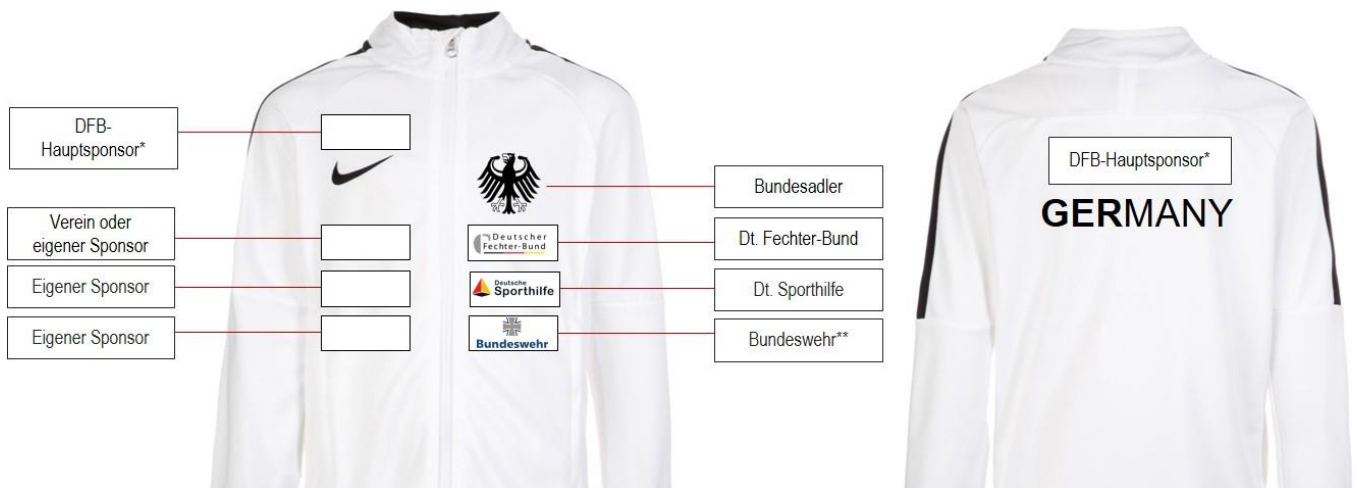 DFB-
Hauptsponsor*
Verein oder
eigener Sponsor
Eigener Sponsor
Eigener Sponsor
Deutscher
Fechter-Bund
Deutsche
Sporthilfe
Bundeswehr
Bundesadler
Dt. Fechter-Bund
Dt. Sporthilfe
Bundeswehr**
DFB-Hauptsponsor*
GERMANY